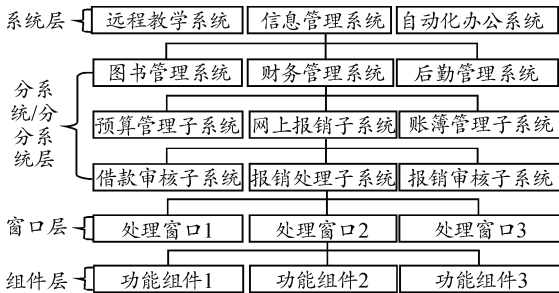 系统层 远程教学系统 信息管理系统 自动化办公系统
图书管理系统 财务管理系统 后勤管理系统
分系
统/分
分系
统层
预算管理子系统 网上报销子系统 账簿管理子系统
借款审核子系统 报销处理子系统 报销审核子系统
窗口层 处理窗口1 处理窗口2 处理窗口3
组件层 功能组件1 功能组件2 功能组件3